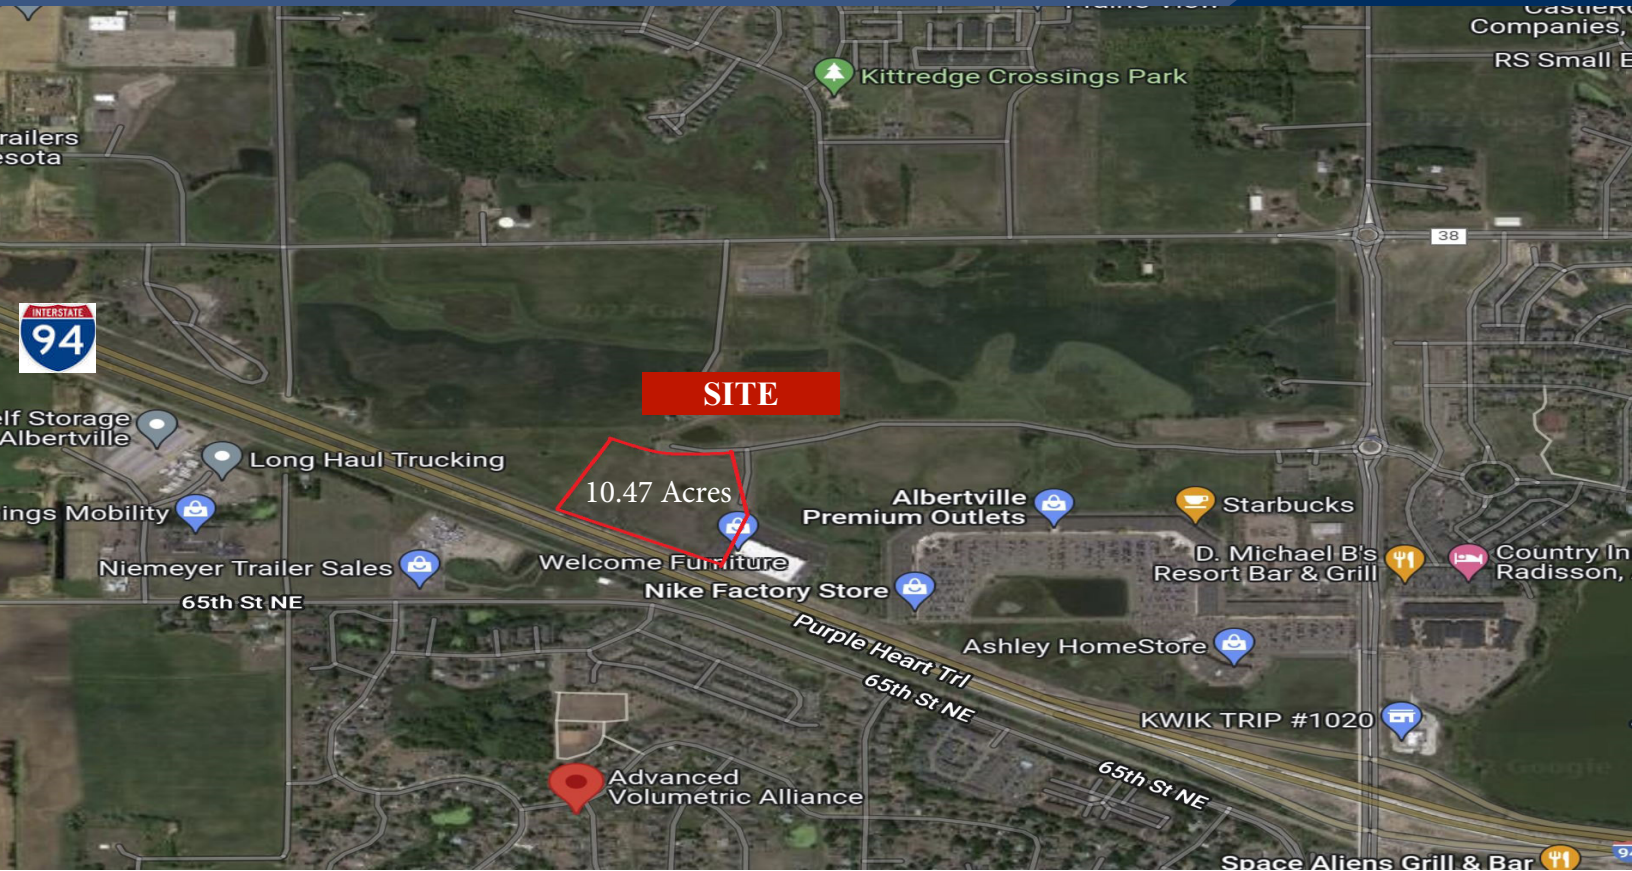 Companies,
RS Small E
Kittredge Crossings Park
railers
esota
38
INTERSTATE
94
SITE
elf Storage
Albertville
Long Haul Trucking
10.47 Acres
Albertville
Premium Outlets
Starbucks
ings Mobility
D. Michael B's
Resort Bar & Grill
Country In
Radisson,
Niemeyer Trailer Sales
Welcome Furniture
Nike Factory Store
65th St NE
Purple Heart Trl
Ashley HomeStore
65th St NE
KWIK TRIP #1020
Advanced
Volumetric Alliance
65th St NE
Space Aliens Grill & Bar
94